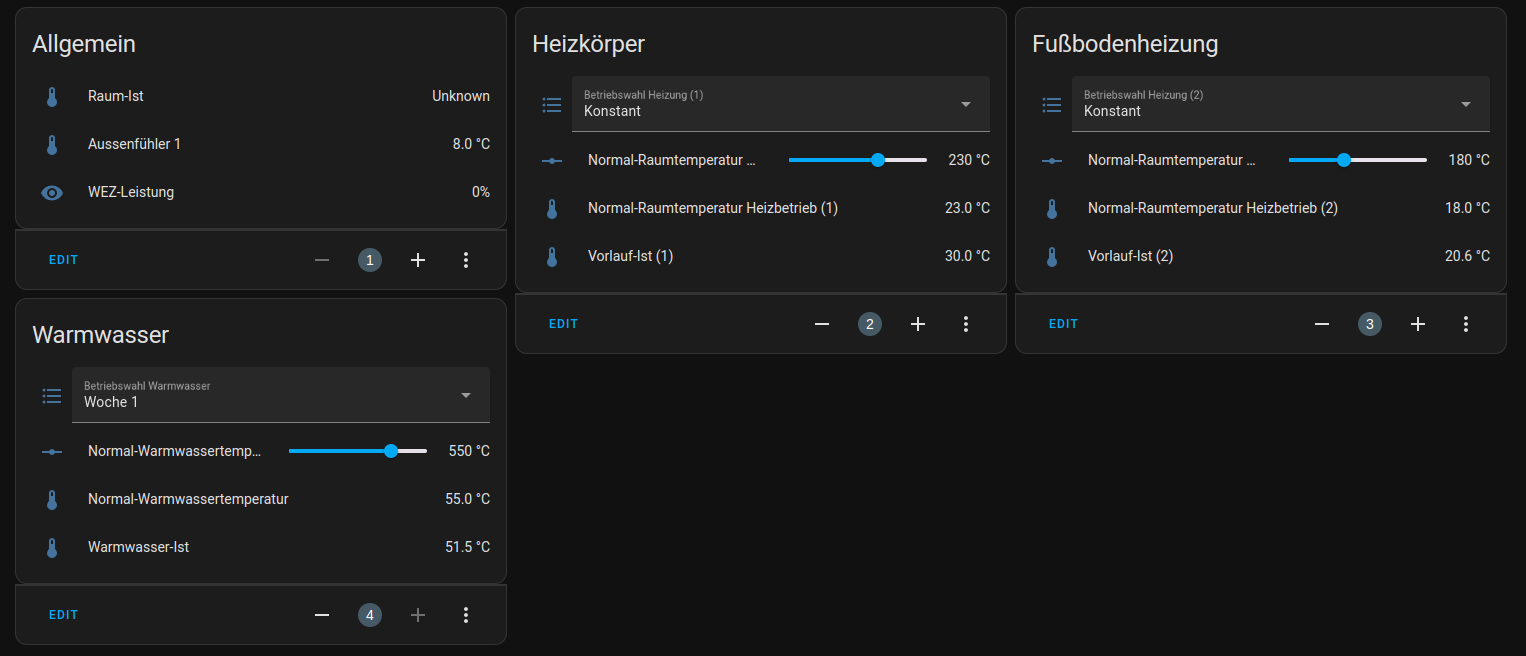 Allgemein
Raum-Ist Unknown
Aussenfühler 1 8.0 °C
WEZ-Leistung 0%
EDIT 1
Heizkörper
Betriebswahl Heizung (1)
Konstant
Normal-Raumtemperatur ... 230 °C
Normal-Raumtemperatur Heizbetrieb (1) 23.0 °C
Vorlauf-Ist (1) 30.0 °C
EDIT 2
Fußbodenheizung
Betriebswahl Heizung (2)
Konstant
Normal-Raumtemperatur ... 180 °C
Normal-Raumtemperatur Heizbetrieb (2) 18.0 °C
Vorlauf-Ist (2) 20.6 °C
EDIT 3
Warmwasser
Betriebswahl Warmwasser
Woche 1
Normal-Warmwassertemp... 550 °C
Normal-Warmwassertemperatur 55.0 °C
Warmwasser-Ist 51.5 °C
EDIT 4